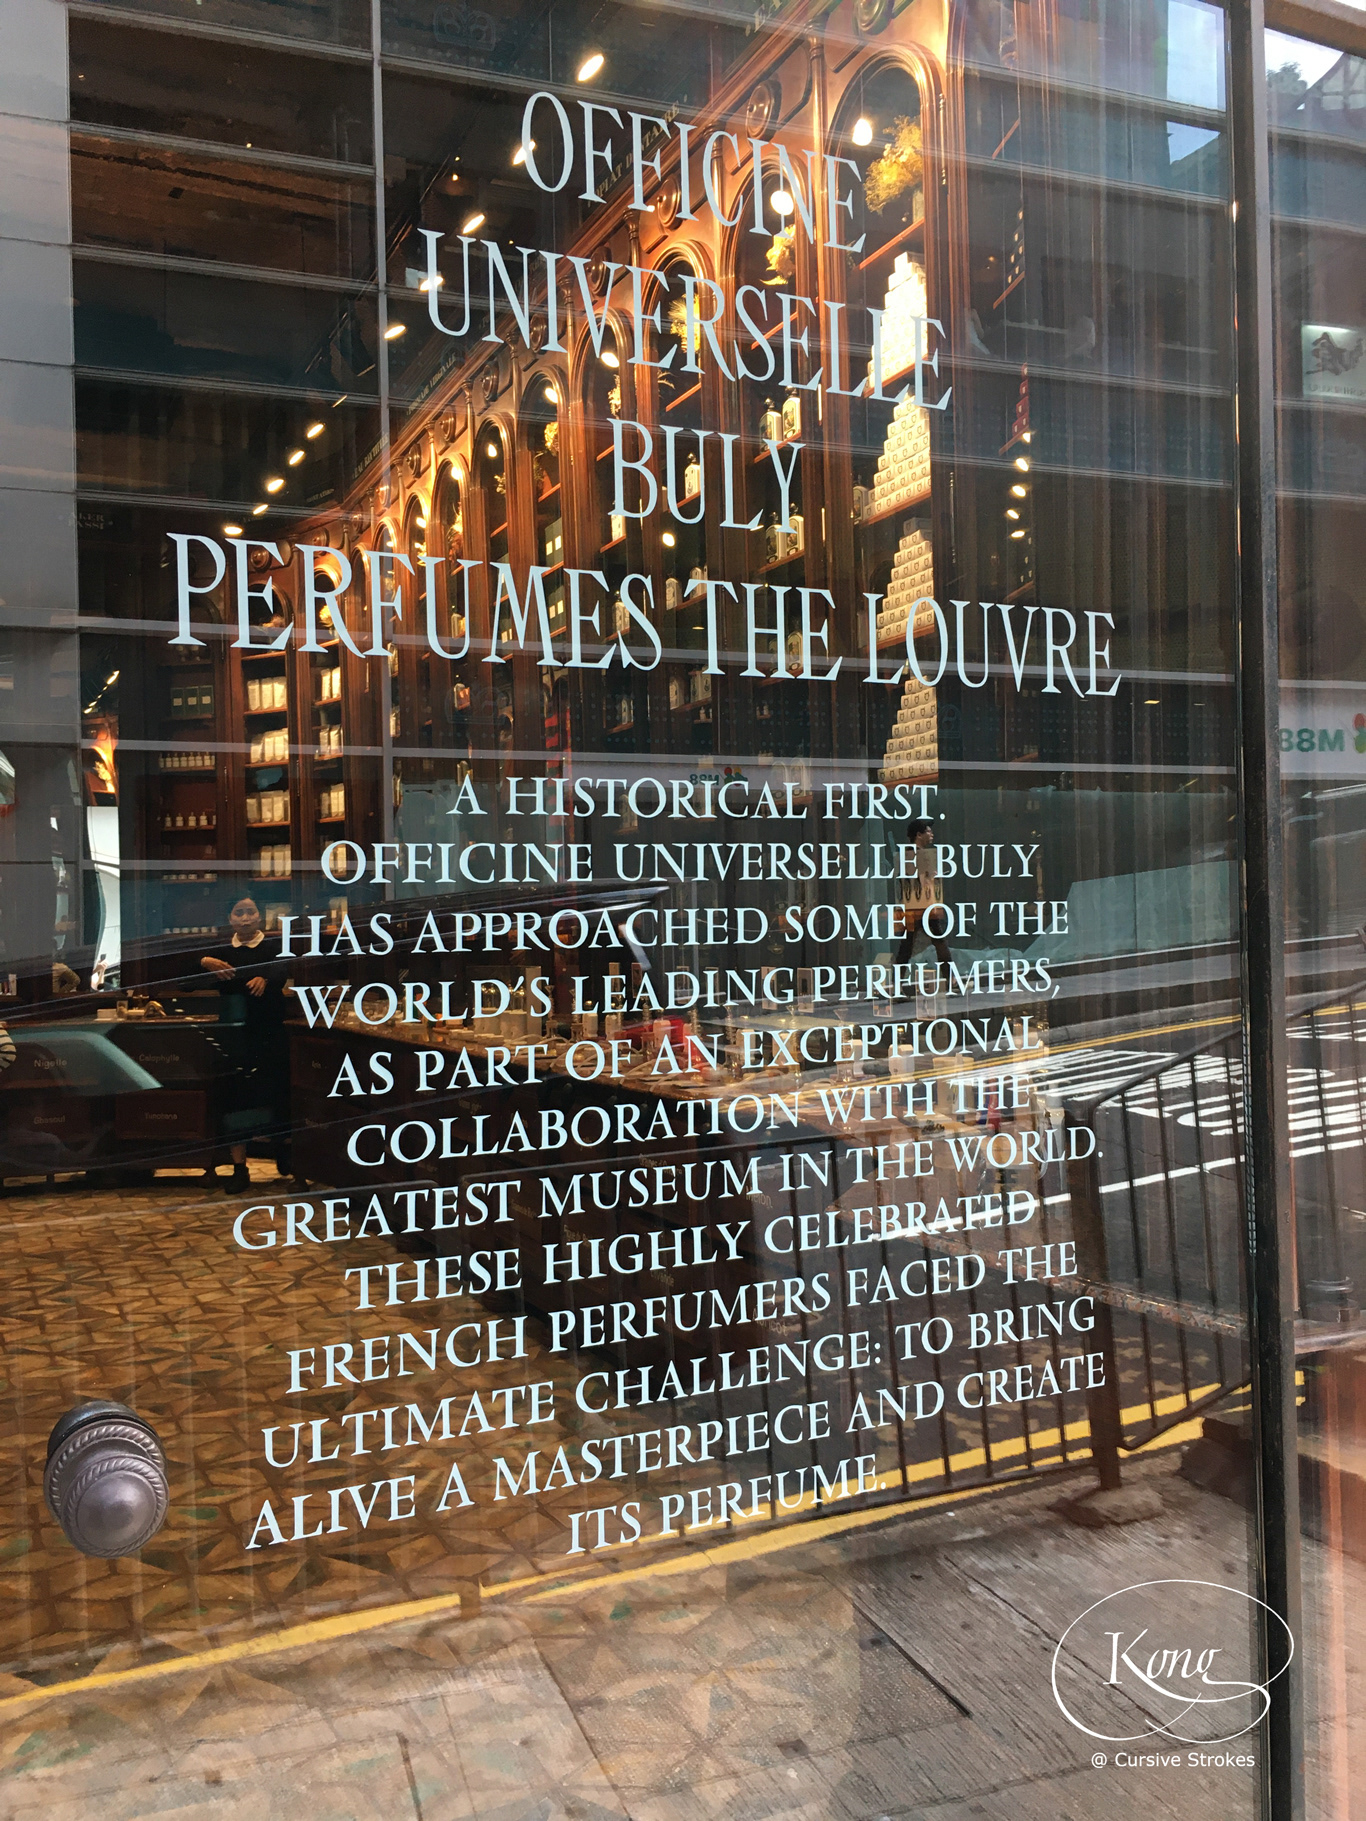 OFFICINE
UNIVERSELLE
BULY
PERFUMES THE LOUVRE
A HISTORICAL FIRST.
OFFICINE UNIVERSELLE BULY
HAS APPROACHED SOME OF THE
WORLD'S LEADING PERFUMERS,
AS PART OF AN EXCEPTIONAL
COLLABORATION WITH THE
GREATEST MUSEUM IN THE WORLD.
THESE HIGHLY CELEBRATED
FRENCH PERFUMERS FACED THE
ULTIMATE CHALLENGE: TO BRING
ALIVE A MASTERPIECE AND CREATE
ITS PERFUME.
Nigelle
Calophylle
Kong
@ Cursive Strokes